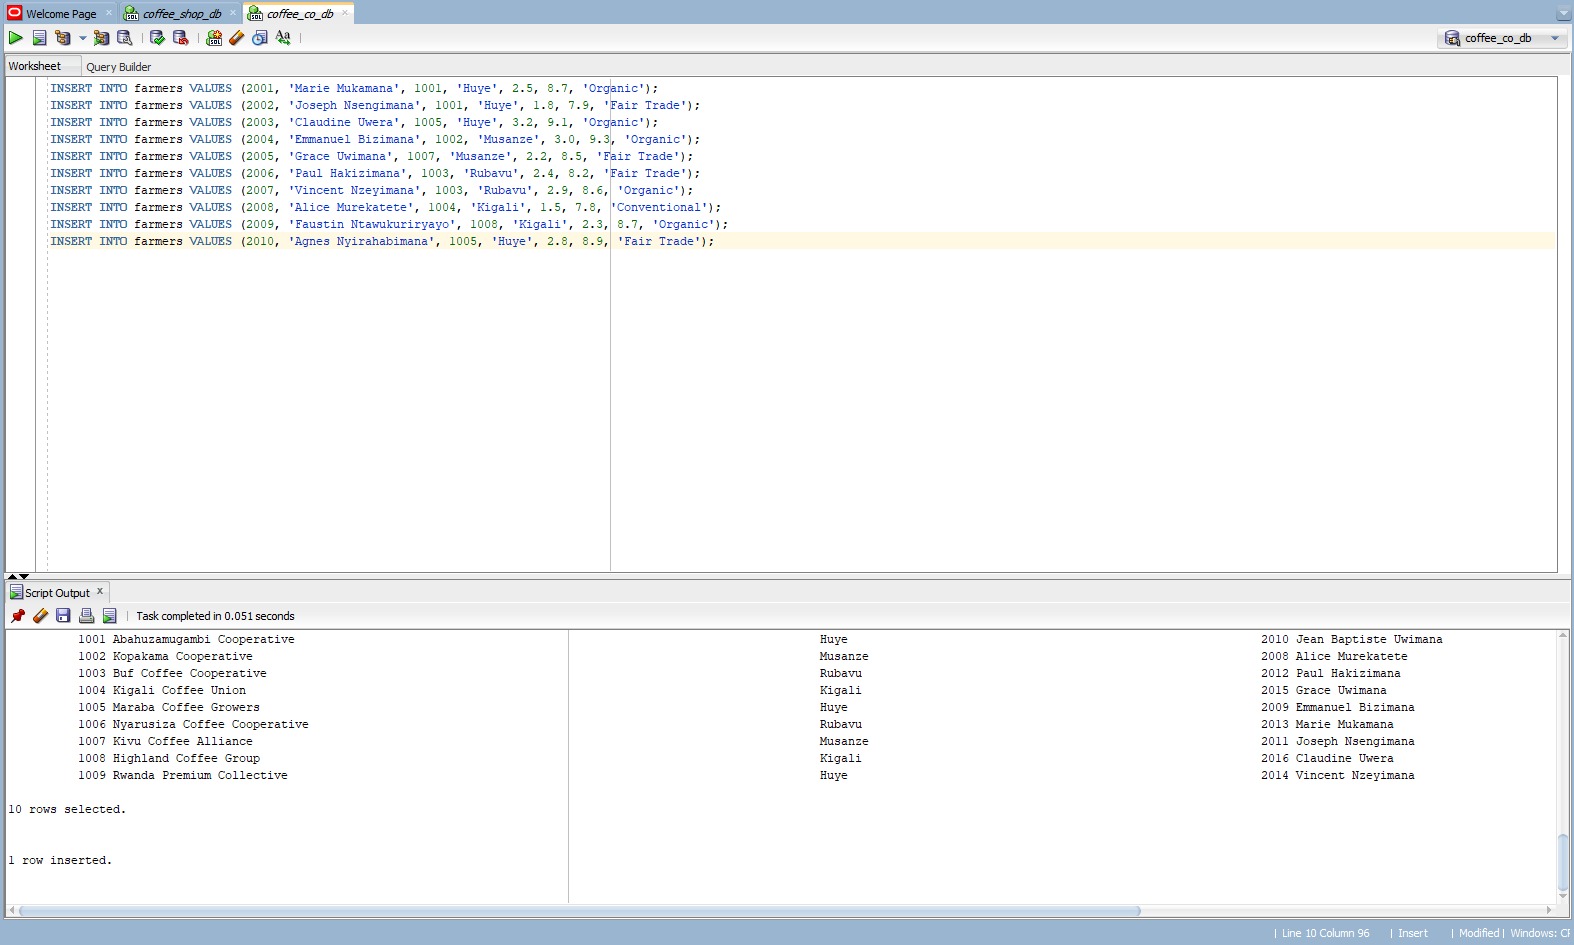 Welcome Page
coffee_shop_db
coffee_co_db
coffee_co_db
Worksheet
Query Builder
INSERT INTO farmers VALUES (2001, 'Marie Mukamana', 1001, 'Huye', 2.5, 8.7, 'Organic');
INSERT INTO farmers VALUES (2002, 'Joseph Nsengimana', 1001, 'Huye', 1.8, 7.9, 'Fair Trade');
INSERT INTO farmers VALUES (2003, 'Claudine Uwera', 1005, 'Huye', 3.2, 9.1, 'Organic');
INSERT INTO farmers VALUES (2004, 'Emmanuel Bizimana', 1002, 'Musanze', 3.0, 9.3, 'Organic');
INSERT INTO farmers VALUES (2005, 'Grace Uwimana', 1007, 'Musanze', 2.2, 8.5, 'Fair Trade');
INSERT INTO farmers VALUES (2006, 'Paul Hakizimana', 1003, 'Rubavu', 2.4, 8.2, 'Fair Trade');
INSERT INTO farmers VALUES (2007, 'Vincent Nzeyimana', 1003, 'Rubavu', 2.9, 8.6, 'Organic');
INSERT INTO farmers VALUES (2008, 'Alice Murekatete', 1004, 'Kigali', 1.5, 7.8, 'Conventional');
INSERT INTO farmers VALUES (2009, 'Faustin Ntawukuriryayo', 1008, 'Kigali', 2.3, 8.7, 'Organic');
INSERT INTO farmers VALUES (2010, 'Agnes Nyirahabimana', 1005, 'Huye', 2.8, 8.9, 'Fair Trade');
Script Output
Task completed in 0.051 seconds
1001 Abahuzamugambi Cooperative Huye 2010 Jean Baptiste Uwimana
1002 Kopakama Cooperative Musanze 2008 Alice Murekatete
1003 Buf Coffee Cooperative Rubavu 2012 Paul Hakizimana
1004 Kigali Coffee Union Kigali 2015 Grace Uwimana
1005 Maraba Coffee Growers Huye 2009 Emmanuel Bizimana
1006 Nyarusiza Coffee Cooperative Rubavu 2013 Marie Mukamana
1007 Kivu Coffee Alliance Musanze 2011 Joseph Nsengimana
1008 Highland Coffee Group Kigali 2016 Claudine Uwera
1009 Rwanda Premium Collective Huye 2014 Vincent Nzeyimana
10 rows selected.
1 row inserted.
| Line 10 Column 96 | Insert | Modified | Windows: CF